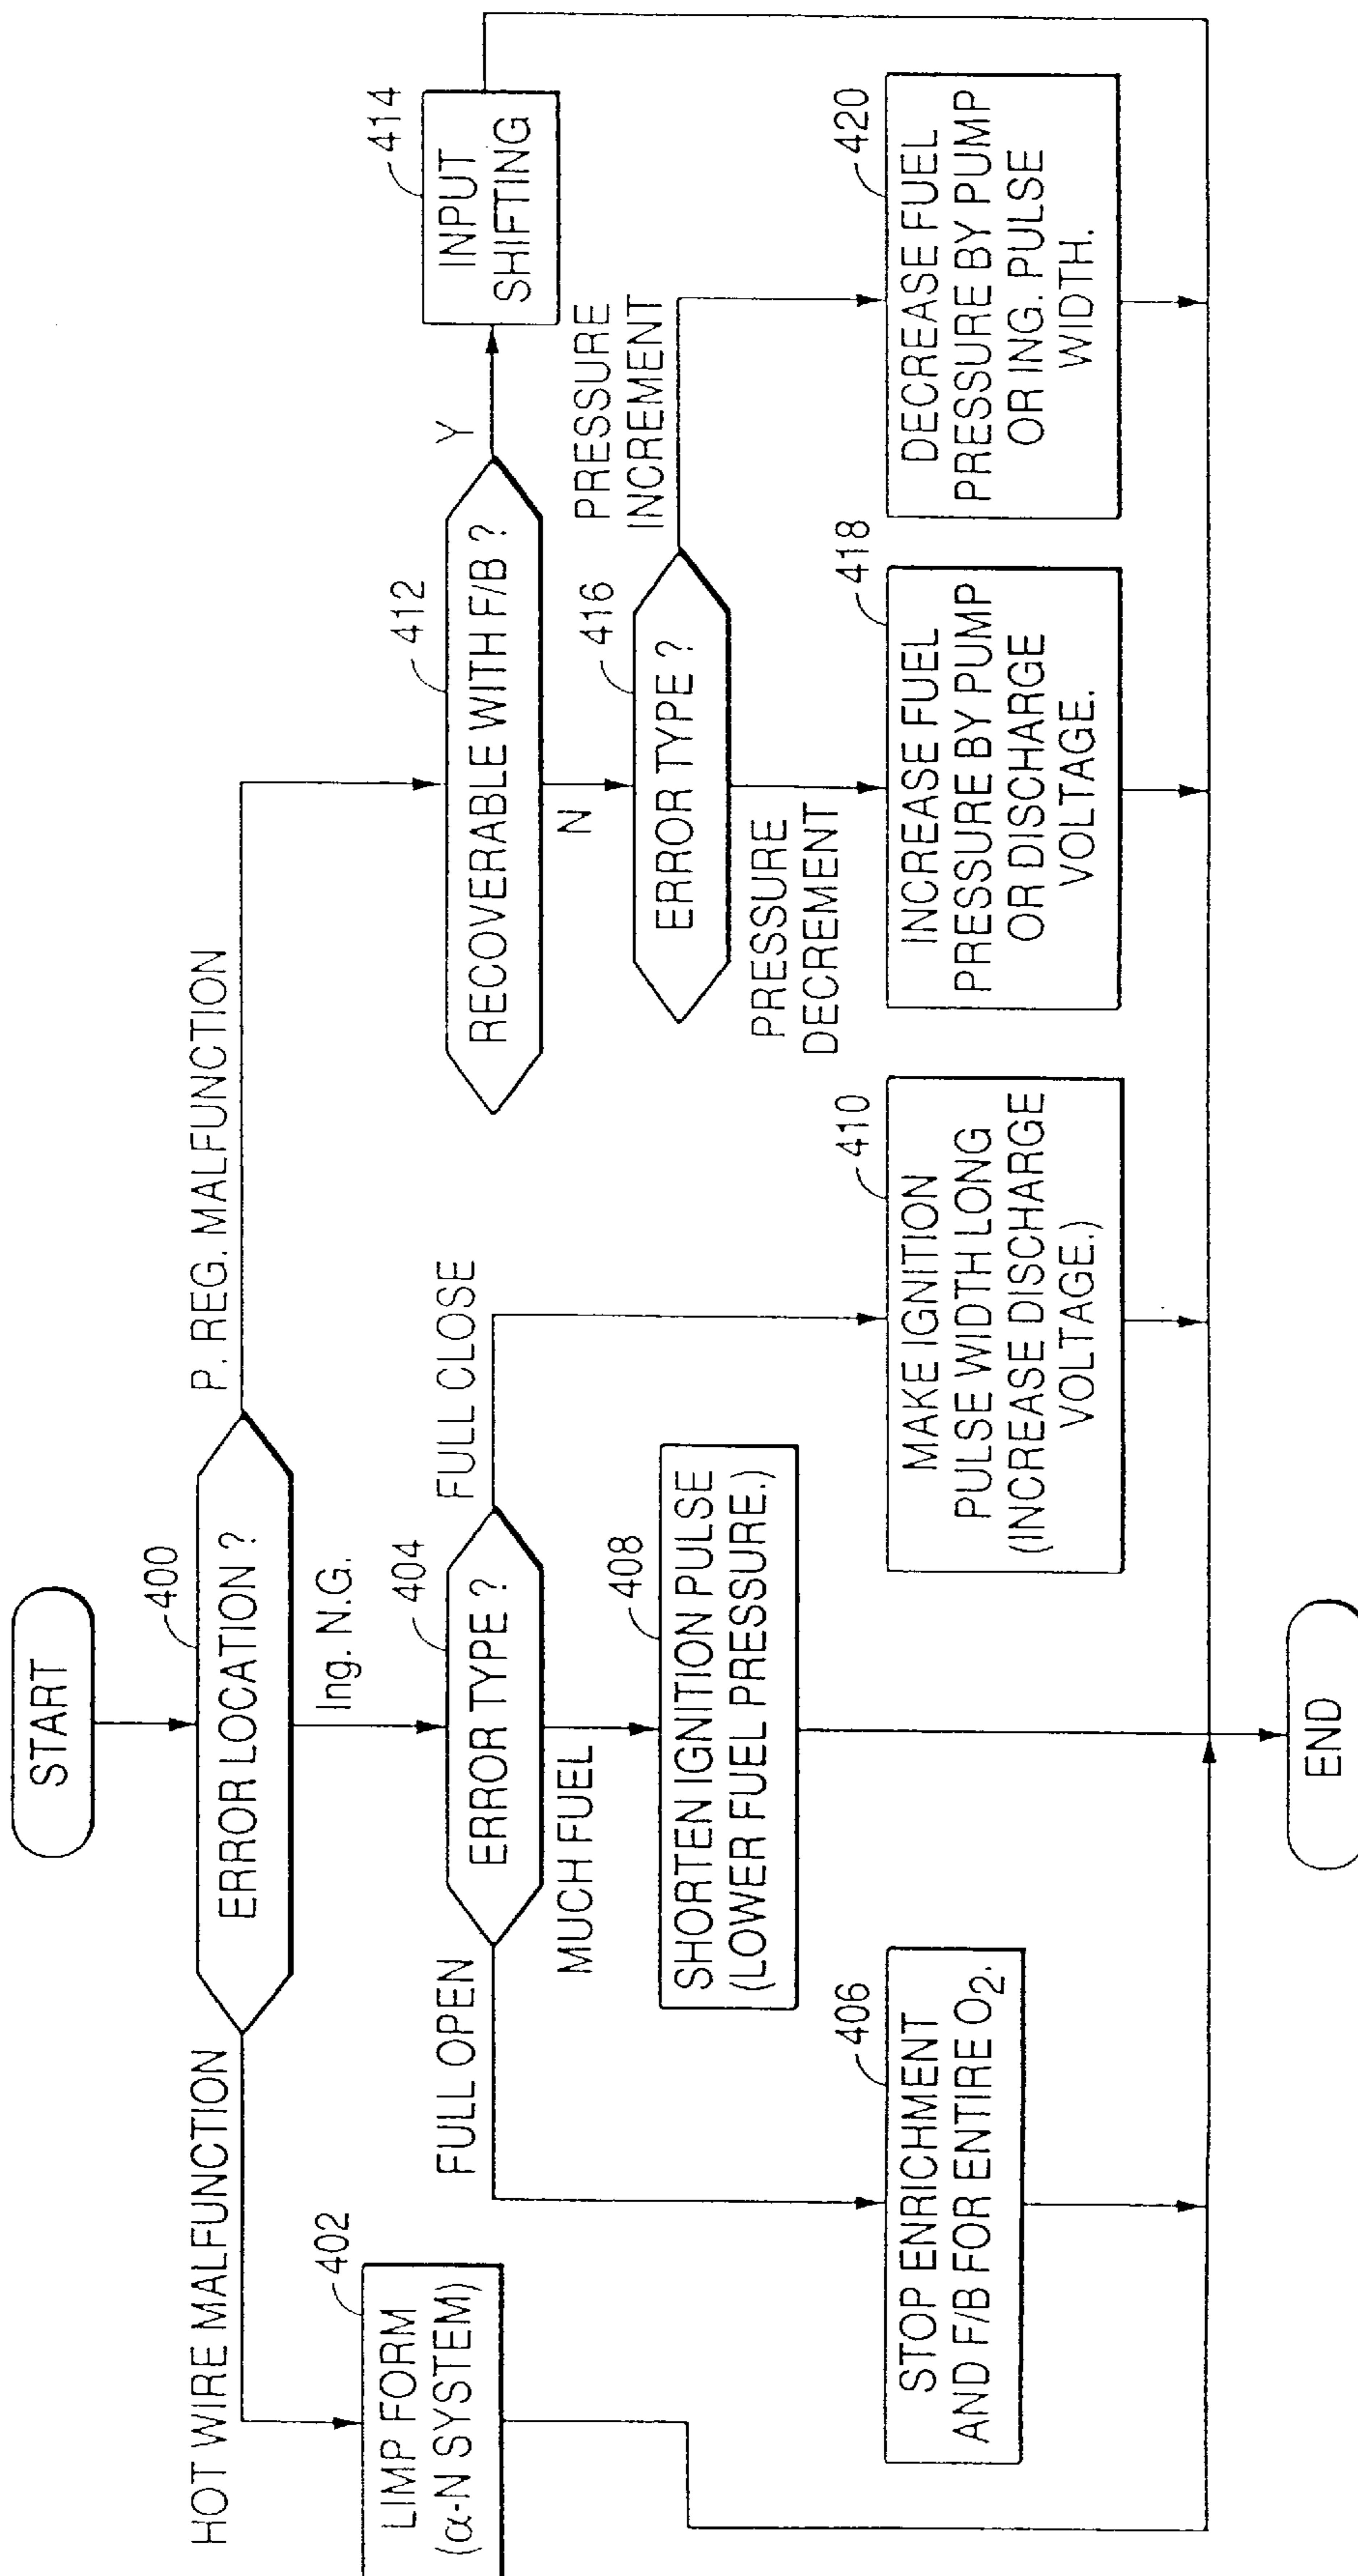 START
400
ERROR LOCATION ?
HOT WIRE MALFUNCTION
P. REG. MALFUNCTION
Ing. N.G.
402
LIMP FORM
(α-N SYSTEM)
404
ERROR TYPE ?
FULL OPEN
MUCH FUEL
FULL CLOSE
412
RECOVERABLE WITH F/B ?
Y
N
414
INPUT
SHIFTING
416
ERROR TYPE ?
PRESSURE
INCREMENT
PRESSURE
DECREMENT
408
SHORTEN IGNITION PULSE
(LOWER FUEL PRESSURE.)
406
STOP ENRICHMENT
AND F/B FOR ENTIRE O2.
410
MAKE IGNITION
PULSE WIDTH LONG
(INCREASE DISCHARGE
VOLTAGE.)
418
INCREASE FUEL
PRESSURE BY PUMP
OR DISCHARGE
VOLTAGE.
420
DECREASE FUEL
PRESSURE BY PUMP
OR ING. PULSE
WIDTH.
END